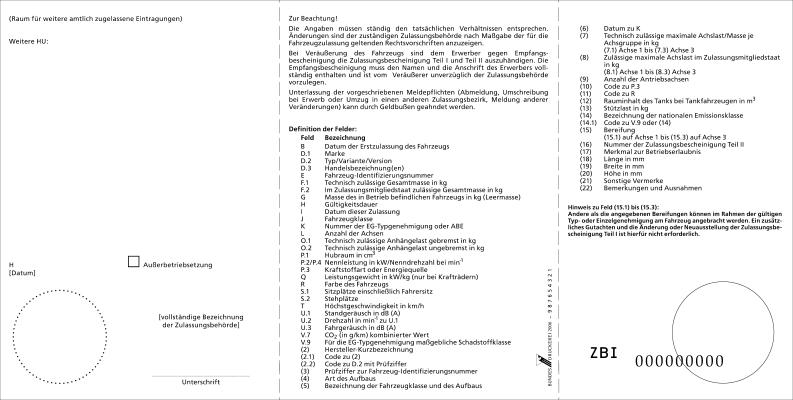 (Raum für weitere amtlich zugelassene Eintragungen)
Weitere HU:
H
[Datum]
Außerbetriebsetzung
[vollständige Bezeichnung
der Zulassungsbehörde]
Unterschrift
Zur Beachtung!
Die Angaben müssen ständig den tatsächlichen Verhältnissen entsprechen.
Änderungen sind der zuständigen Zulassungsbehörde nach Maßgabe der für die
Fahrzeugzulassung geltenden Rechtsvorschriften anzuzeigen.
Bei Veräußerung des Fahrzeugs sind dem Erwerber gegen Empfangs-
bescheinigung die Zulassungsbescheinigung Teil I und Teil II auszuhändigen. Die
Empfangsbescheinigung muss den Namen und die Anschrift des Erwerbers voll-
ständig enthalten und ist vom Veräußerer unverzüglich der Zulassungsbehörde
vorzulegen.
Unterlassung der vorgeschriebenen Meldepflichten (Abmeldung, Umschreibung
bei Erwerb oder Umzug in einen anderen Zulassungsbezirk, Meldung anderer
Veränderungen) kann durch Geldbußen geahndet werden.
Definition der Felder:
Feld Bezeichnung
B Datum der Erstzulassung des Fahrzeugs
D.1 Marke
D.2 Typ/Variante/Version
D.3 Handelsbezeichnung(en)
E Fahrzeug-Identifizierungsnummer
F.1 Technisch zulässige Gesamtmasse in kg
F.2 Im Zulassungsmitgliedstaat zulässige Gesamtmasse in kg
G Masse des in Betrieb befindlichen Fahrzeugs in kg (Leermasse)
H Gültigkeitsdauer
I Datum dieser Zulassung
J Fahrzeugklasse
K Nummer der EG-Typgenehmigung oder ABE
L Anzahl der Achsen
O.1 Technisch zulässige Anhängelast gebremst in kg
O.2 Technisch zulässige Anhängelast ungebremst in kg
P.1 Hubraum in cm³
P.2/P.4 Nennleistung in kW/Nenndrehzahl bei min⁻¹
P.3 Kraftstoffart oder Energiequelle
Q Leistungsgewicht in kW/kg (nur bei Krafträdern)
R Farbe des Fahrzeugs
S.1 Sitzplätze einschließlich Fahrersitz
S.2 Stehplätze
T Höchstgeschwindigkeit in km/h
U.1 Standgeräusch in dB (A)
U.2 Drehzahl in min⁻¹ zu U.1
U.3 Fahrgeräusch in dB (A)
V.7 CO₂ (in g/km) kombinierter Wert
V.9 Für die EG-Typgenehmigung maßgebliche Schadstoffklasse
(2) Hersteller-Kurzbezeichnung
(2.1) Code zu (2)
(2.2) Code zu D.2 mit Prüfziffer
(3) Prüfziffer zur Fahrzeug-Identifizierungsnummer
(4) Art des Aufbaus
(5) Bezeichnung der Fahrzeugklasse und des Aufbaus
BUNDESDRUCKEREI 2006 – 9 8 7 6 5 4 3 2 1
(6) Datum zu K
(7) Technisch zulässige maximale Achslast/Masse je
Achsgruppe in kg
(7.1) Achse 1 bis (7.3) Achse 3
(8) Zulässige maximale Achslast im Zulassungsmitgliedstaat
in kg
(8.1) Achse 1 bis (8.3) Achse 3
(9) Anzahl der Antriebsachsen
(10) Code zu P.3
(11) Code zu R
(12) Rauminhalt des Tanks bei Tankfahrzeugen in m³
(13) Stützlast in kg
(14) Bezeichnung der nationalen Emissionsklasse
(14.1) Code zu V.9 oder (14)
(15) Bereifung
(15.1) auf Achse 1 bis (15.3) auf Achse 3
(16) Nummer der Zulassungsbescheinigung Teil II
(17) Merkmal zur Betriebserlaubnis
(18) Länge in mm
(19) Breite in mm
(20) Höhe in mm
(21) Sonstige Vermerke
(22) Bemerkungen und Ausnahmen
Hinweis zu Feld (15.1) bis (15.3):
Andere als die angegebenen Bereifungen können im Rahmen der gültigen
Typ- oder Einzelgenehmigung am Fahrzeug angebracht werden. Ein zusätz-
liches Gutachten und die Änderung oder Neuausstellung der Zulassungsbe-
scheinigung Teil I ist hierfür nicht erforderlich.
ZBI 000000000